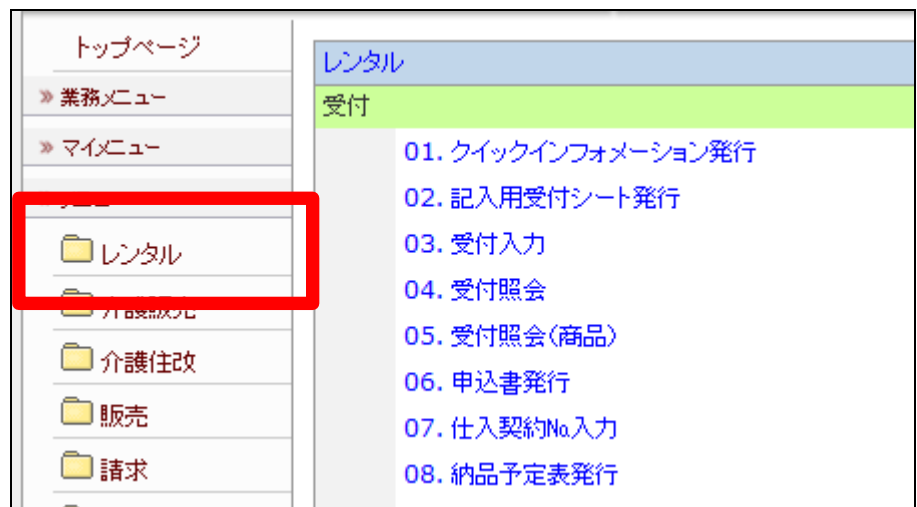 トップページ
» 業務メニュー
» マイメニュー
レンタル
介護住改
販売
請求
レンタル
受付
01. クイックインフォメーション発行
02. 記入用受付シート発行
03. 受付入力
04. 受付照会
05. 受付照会(商品)
06. 申込書発行
07. 仕入契約№入力
08. 納品予定表発行